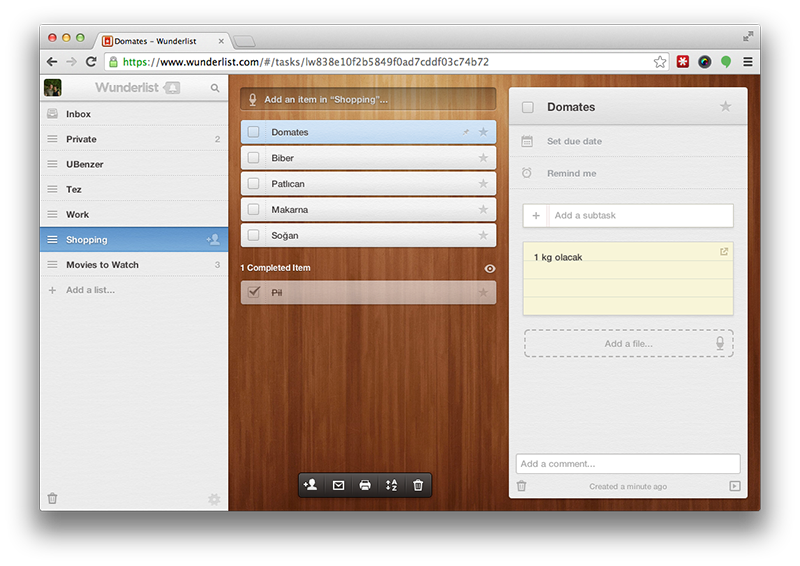 Domates – Wunderlist
https://www.wunderlist.com/#/tasks/lw838e10f2b5849f0ad7cddf03c74b72
Wunderlist
Inbox
Private 2
UBenzer
Tez
Work
Shopping
Movies to Watch 3
Add a list...
Add an item in “Shopping”...
Domates
Biber
Patlıcan
Makarna
Soğan
1 Completed Item
Pil
A
Z
Domates
Set due date
Remind me
Add a subtask
1 kg olacak
Add a file...
Add a comment...
Created a minute ago